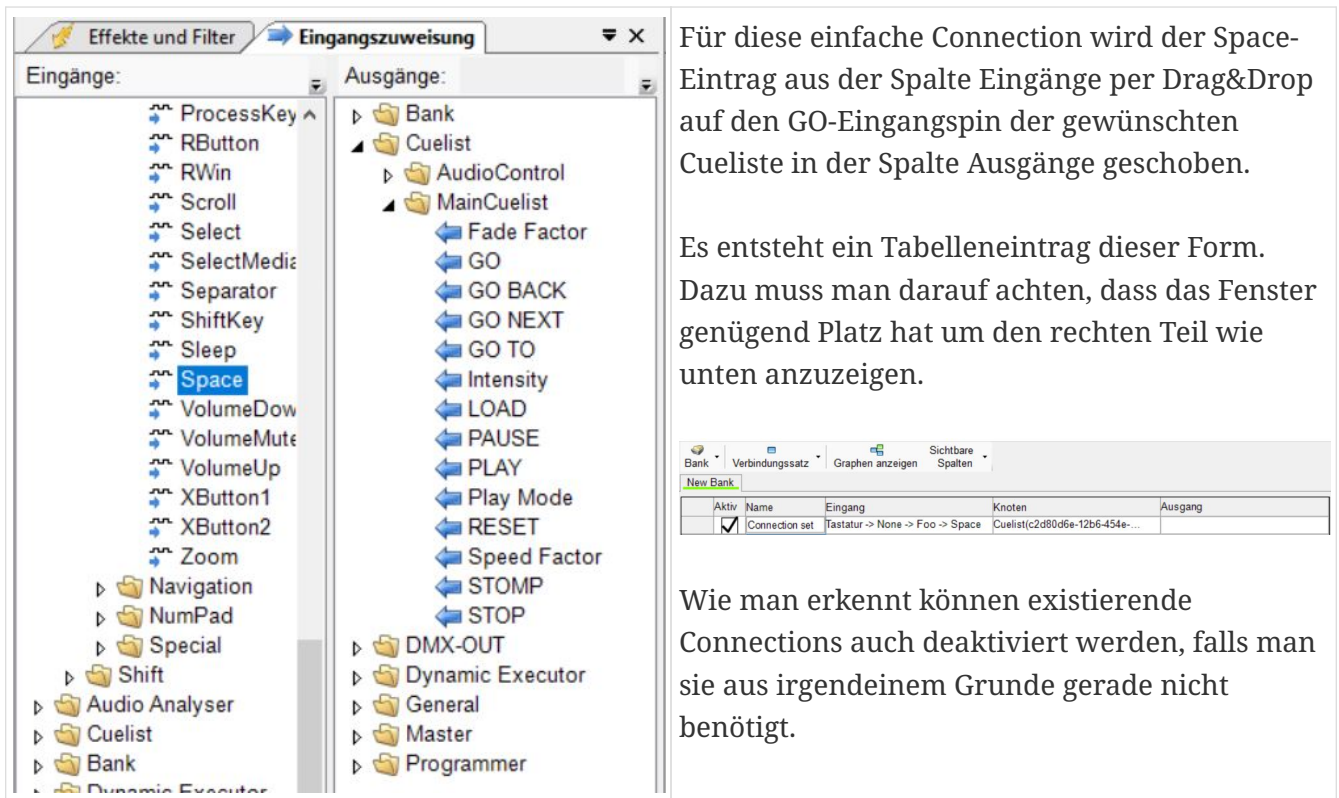 Effekte und Filter
Eingangszuweisung
Eingänge:
ProcessKey
RButton
RWin
Scroll
Select
SelectMedia
Separator
ShiftKey
Sleep
Space
VolumeDow
VolumeMute
VolumeUp
XButton1
XButton2
Zoom
Navigation
NumPad
Special
Shift
Audio Analyser
Cuelist
Bank
Dynamic Executor
Ausgänge:
Bank
Cuelist
AudioControl
MainCuelist
Fade Factor
GO
GO BACK
GO NEXT
GO TO
Intensity
LOAD
PAUSE
PLAY
Play Mode
RESET
Speed Factor
STOMP
STOP
DMX-OUT
Dynamic Executor
General
Master
Programmer
Für diese einfache Connection wird der Space-
Eintrag aus der Spalte Eingänge per Drag&Drop
auf den GO-Eingangspin der gewünschten
Cueliste in der Spalte Ausgänge geschoben.
Es entsteht ein Tabelleneintrag dieser Form.
Dazu muss man darauf achten, dass das Fenster
genügend Platz hat um den rechten Teil wie
unten anzuzeigen.
Bank Verbindungssatz Graphen anzeigen Sichtbare Spalten
New Bank
Aktiv Name Eingang Knoten Ausgang
Connection set Tastatur -> None -> Foo -> Space Cuelist(c2d80d6e-12b6-454e-...
Wie man erkennt können existierende
Connections auch deaktiviert werden, falls man
sie aus irgendeinem Grunde gerade nicht
benötigt.